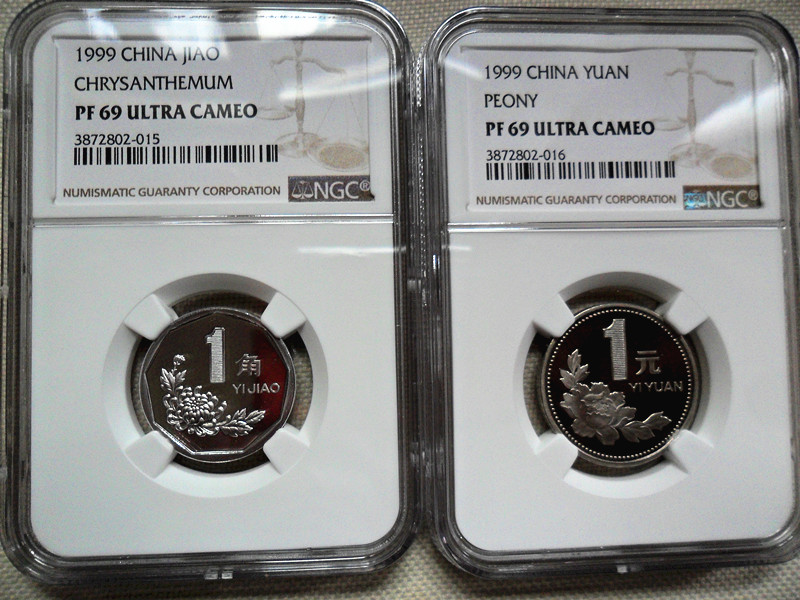 1999 CHINA JIAO
CHRYSANTHEMUM
PF 69 ULTRA CAMEO
3872802-015
NUMISMATIC GUARANTY CORPORATION NGC®
1
角
YI JIAO
1999 CHINA YUAN
PEONY
PF 69 ULTRA CAMEO
3872802-016
NUMISMATIC GUARANTY CORPORATION NGC®
1
元
YI YUAN